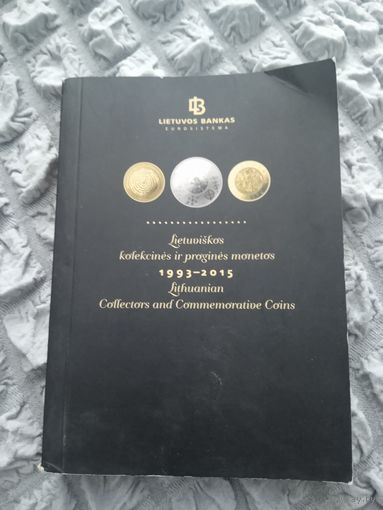 LIETUVOS BANKAS
EUROSISTEMA
Lietuviškos
kolekcinės ir proginės monetos
1993–2015
Lithuanian
Collectors and Commemorative Coins